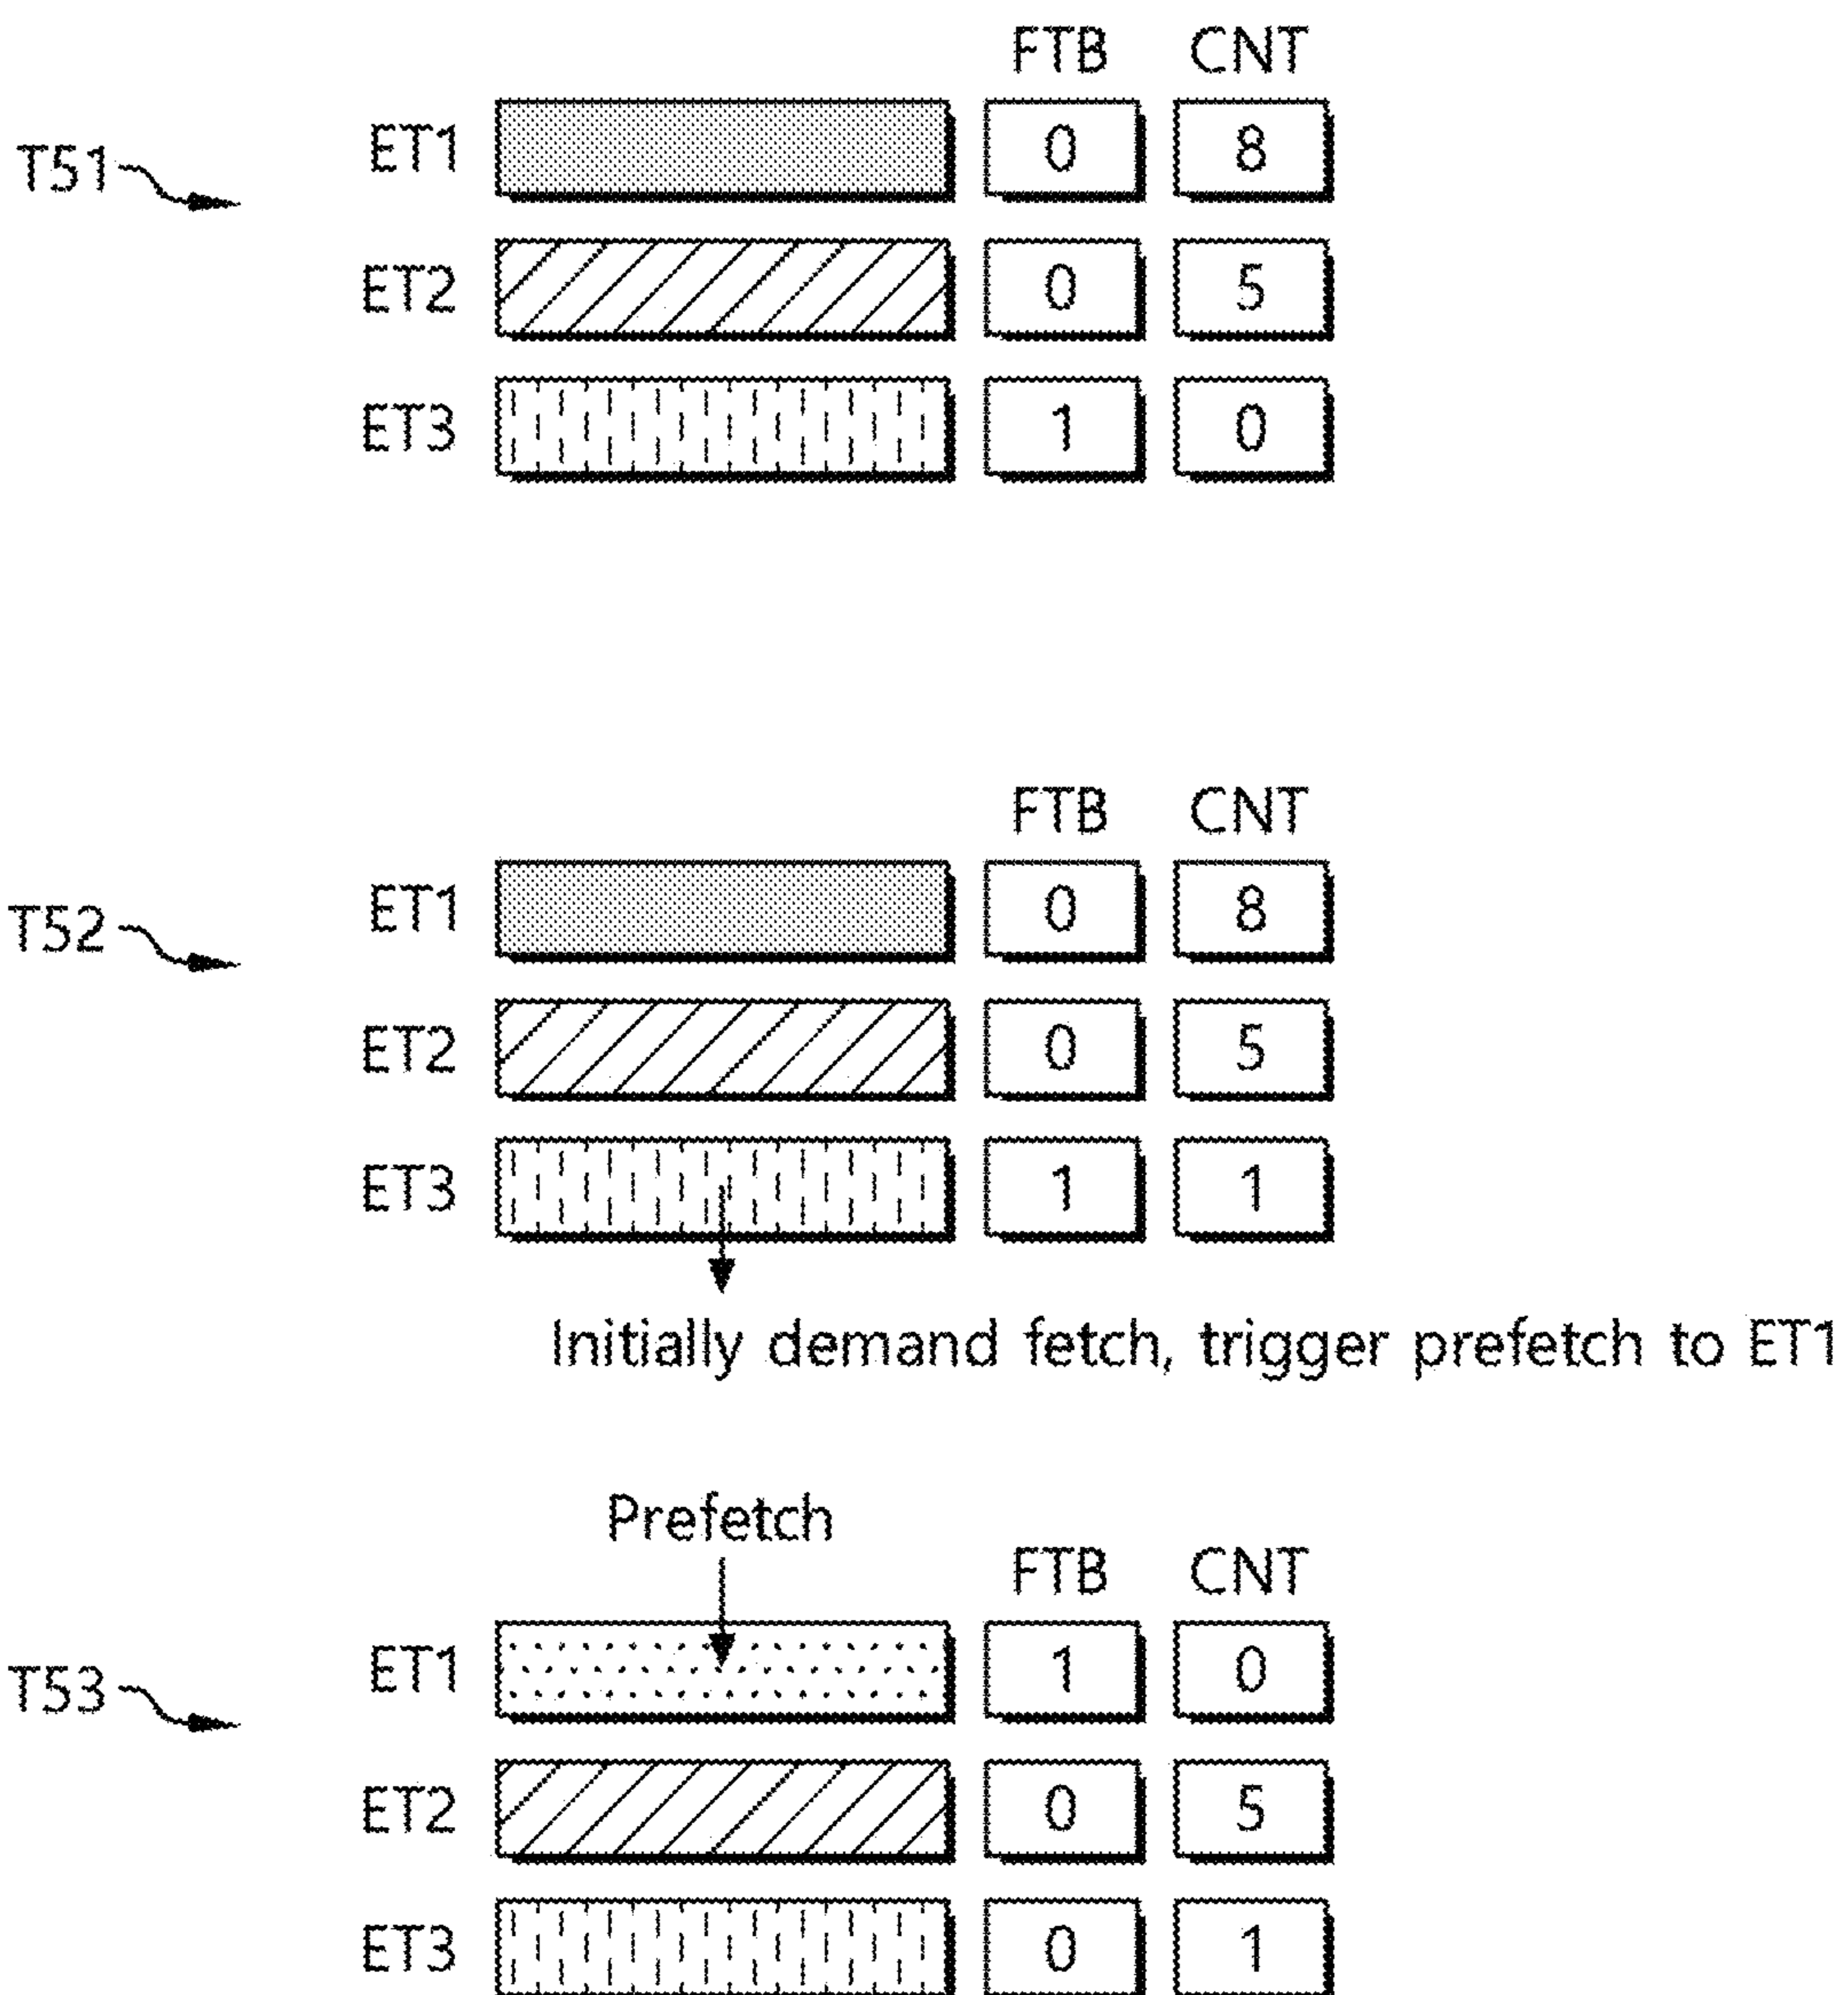 FTB CNT
T51 ET1 0 8
ET2 0 5
ET3 1 0
FTB CNT
T52 ET1 0 8
ET2 0 5
ET3 1 1
Initially demand fetch, trigger prefetch to ET1
Prefetch
FTB CNT
T53 ET1 1 0
ET2 0 5
ET3 0 1